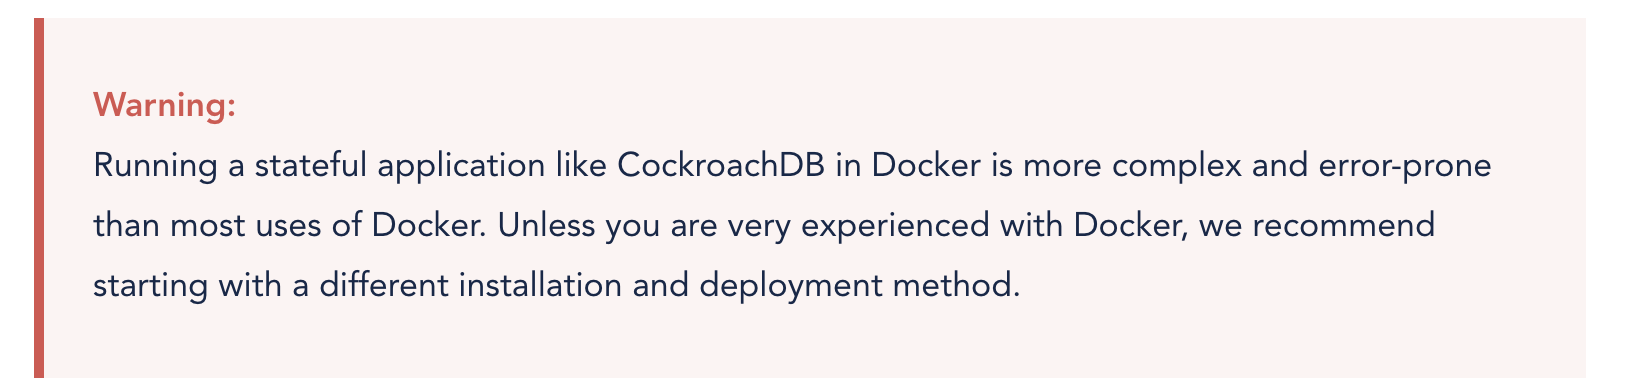 Warning:
Running a stateful application like CockroachDB in Docker is more complex and error-prone
than most uses of Docker. Unless you are very experienced with Docker, we recommend
starting with a different installation and deployment method.